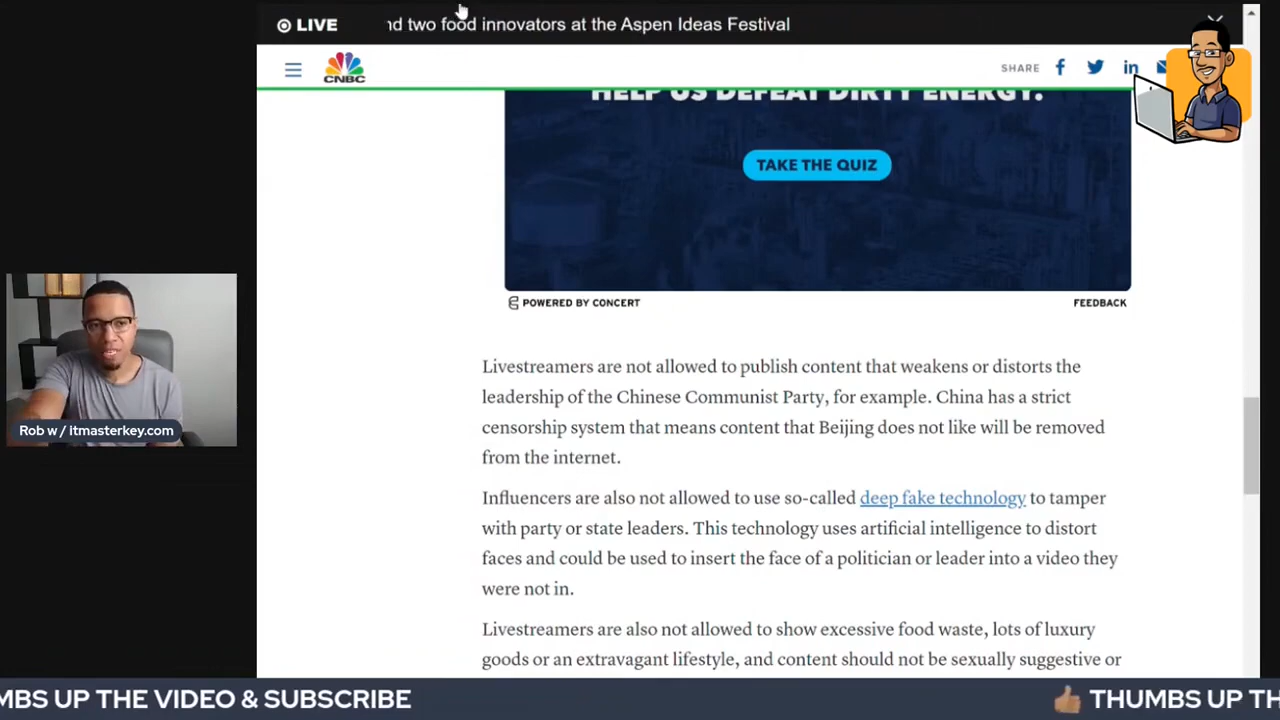 LIVE
nd two food innovators at the Aspen Ideas Festival
CNBC
SHARE
HELP US DEFEAT DIRTY ENERGY.
TAKE THE QUIZ
POWERED BY CONCERT
FEEDBACK
Livestreamers are not allowed to publish content that weakens or distorts the
leadership of the Chinese Communist Party, for example. China has a strict
censorship system that means content that Beijing does not like will be removed
from the internet.
Rob w / itmasterkey.com
Influencers are also not allowed to use so-called deep fake technology to tamper
with party or state leaders. This technology uses artificial intelligence to distort
faces and could be used to insert the face of a politician or leader into a video they
were not in.
Livestreamers are also not allowed to show excessive food waste, lots of luxury
goods or an extravagant lifestyle, and content should not be sexually suggestive or
MBS UP THE VIDEO & SUBSCRIBE
THUMBS UP TH